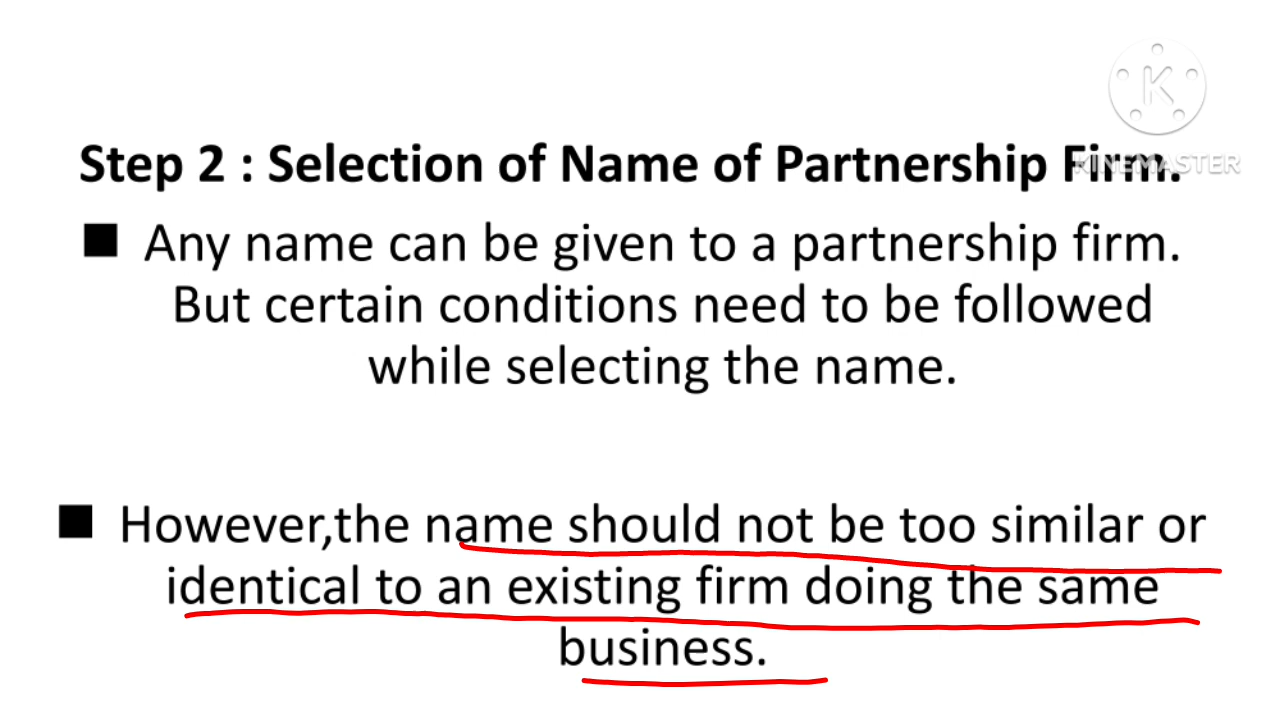 K
KINEMASTER
Step 2 : Selection of Name of Partnership Firm.
■ Any name can be given to a partnership firm.
But certain conditions need to be followed
while selecting the name.
■ However,the name should not be too similar or
identical to an existing firm doing the same
business.